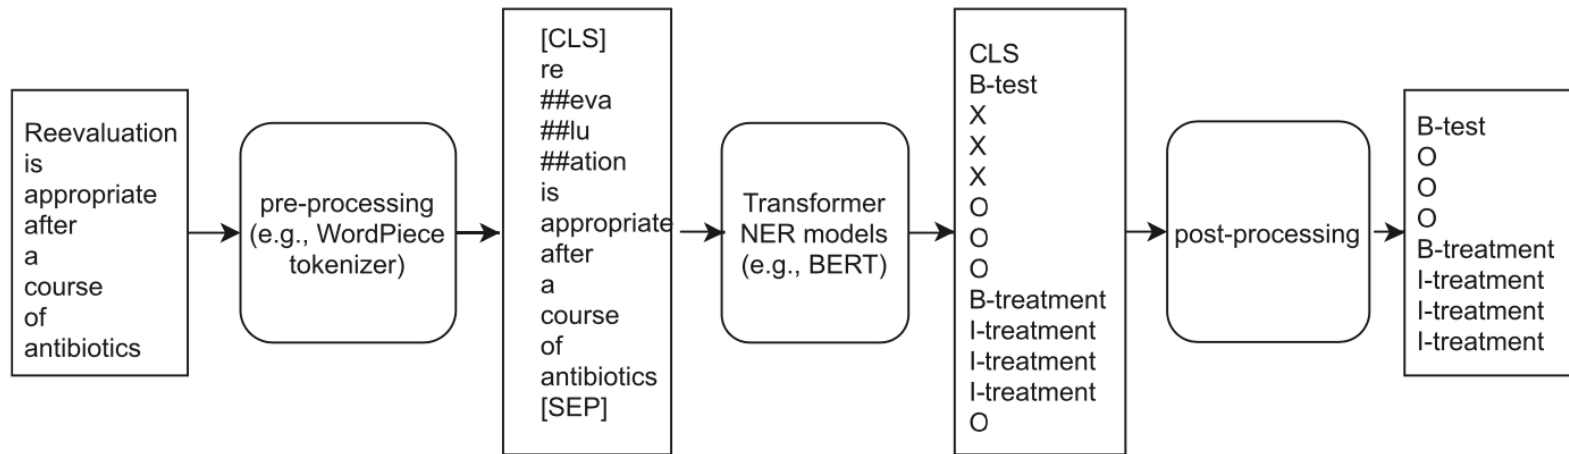 Reevaluation
is
appropriate
after
a
course
of
antibiotics
pre-processing
(e.g., WordPiece
tokenizer)
[CLS]
re
##eva
##lu
##ation
is
appropriate
after
a
course
of
antibiotics
[SEP]
Transformer
NER models
(e.g., BERT)
CLS
B-test
X
X
X
O
O
O
B-treatment
I-treatment
I-treatment
I-treatment
O
post-processing
B-test
O
O
O
B-treatment
I-treatment
I-treatment
I-treatment